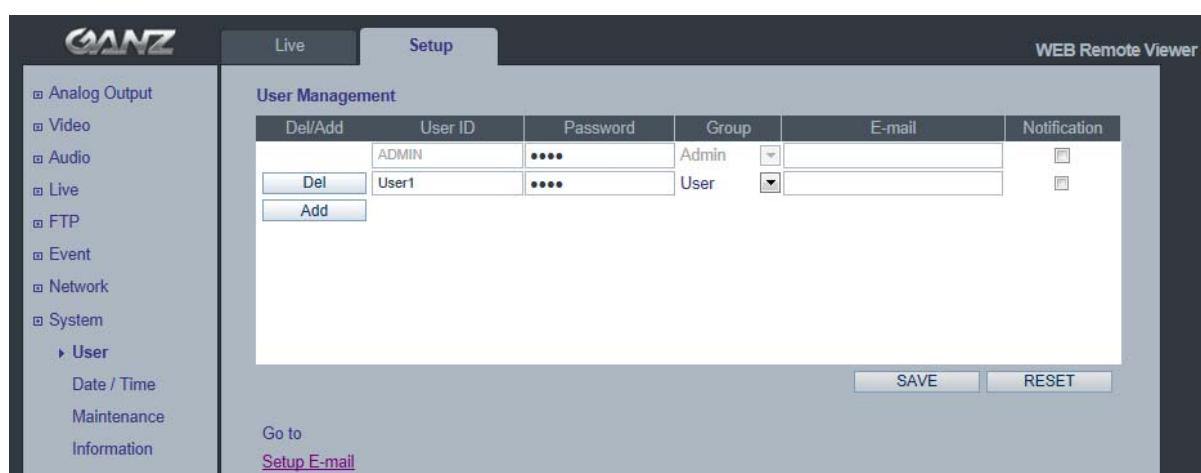 GANZ
Live
Setup
WEB Remote Viewer
Analog Output
Video
Audio
Live
FTP
Event
Network
System
User
Date / Time
Maintenance
Information
User Management
Del/Add User ID Password Group E-mail Notification
ADMIN •••• Admin
Del User1 •••• User
Add
SAVE RESET
Go to
Setup E-mail